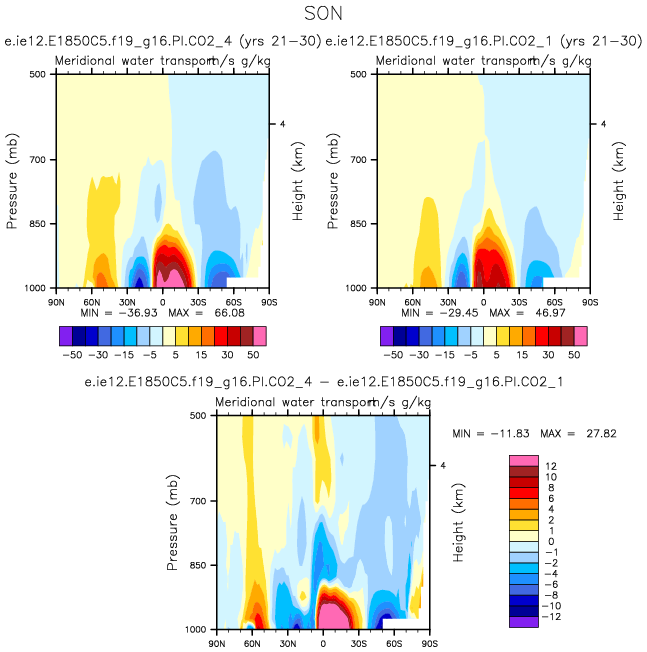 SON
e.ie12.E1850C5.f19_g16.PI.CO2_4 (yrs 21-30) e.ie12.E1850C5.f19_g16.PI.CO2_1 (yrs 21-30)
Meridional water transport m/s g/kg Meridional water transport m/s g/kg
500 500
4 4
700 700
Pressure (mb) Height (km) Pressure (mb) Height (km)
850 850
1000 1000
90N 60N 30N 0 30S 60S 90S 90N 60N 30N 0 30S 60S 90S
MIN = -36.93 MAX = 66.08 MIN = -29.45 MAX = 46.97
-50 -30 -15 -5 5 15 30 50 -50 -30 -15 -5 5 15 30 50
e.ie12.E1850C5.f19_g16.PI.CO2_4 - e.ie12.E1850C5.f19_g16.PI.CO2_1
Meridional water transport m/s g/kg
500
MIN = -11.83 MAX = 27.82
4
700
Pressure (mb) Height (km)
850
1000
90N 60N 30N 0 30S 60S 90S
12
10
8
6
4
2
1
0
-1
-2
-4
-6
-8
-10
-12